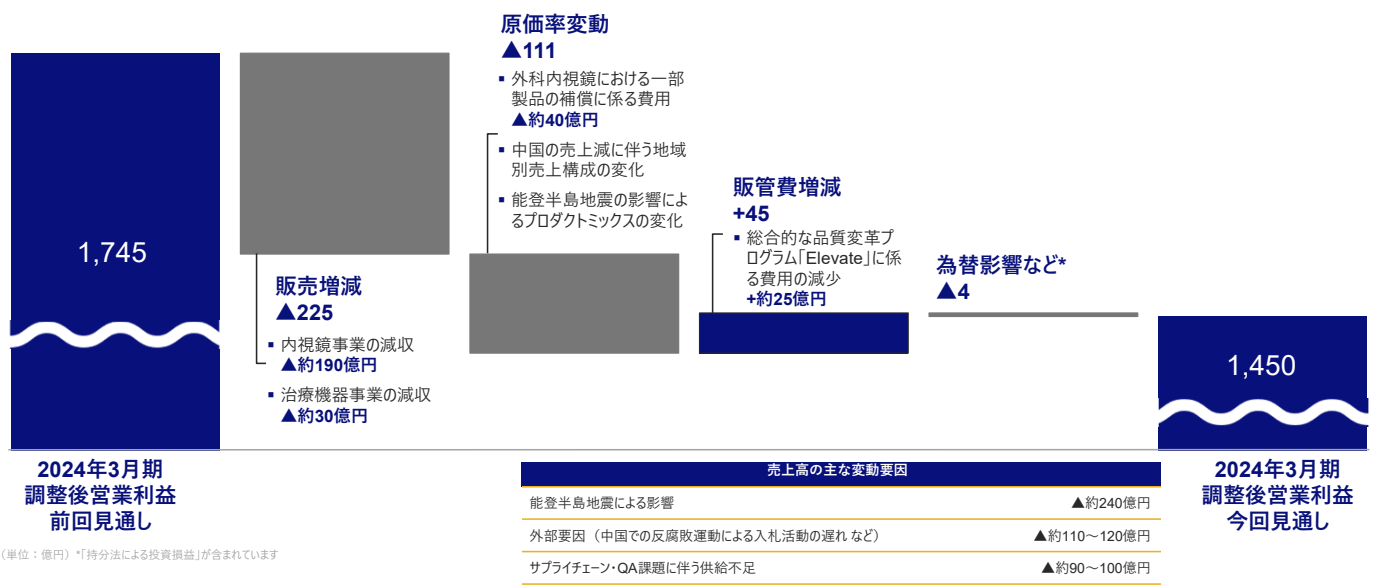 原価率変動
▲111
▪ 外科内視鏡における一部
製品の補償に係る費用
▲約40億円
▪ 中国の売上減に伴う地域
別売上構成の変化
▪ 能登半島地震の影響によ
るプロダクトミックスの変化
1,745
販売増減
▲225
▪ 内視鏡事業の減収
▲約190億円
▪ 治療機器事業の減収
▲約30億円
販管費増減
+45
▪ 総合的な品質変革プ
ログラム「Elevate」に係
る費用の減少
+約25億円
為替影響など*
▲4
1,450
2024年3月期
調整後営業利益
前回見通し
2024年3月期
調整後営業利益
今回見通し
売上高の主な変動要因
能登半島地震による影響 ▲約240億円
外部要因（中国での反腐敗運動による入札活動の遅れ など） ▲約110～120億円
サプライチェーン・QA課題に伴う供給不足 ▲約90～100億円
（単位：億円）*「持分法による投資損益」が含まれています